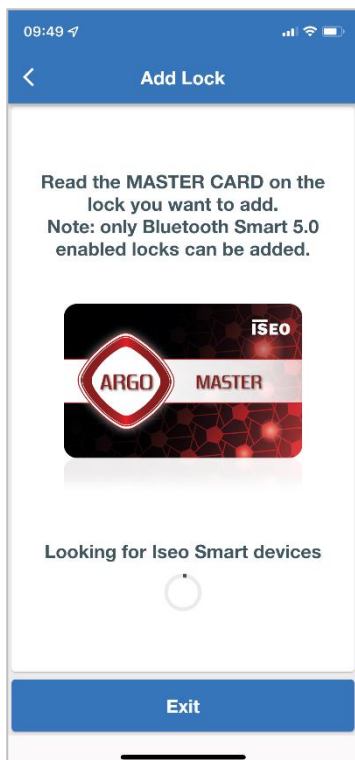 09:49
Add Lock
Read the MASTER CARD on the
lock you want to add.
Note: only Bluetooth Smart 5.0
enabled locks can be added.
ISEO
ARGO MASTER
Looking for Iseo Smart devices
Exit